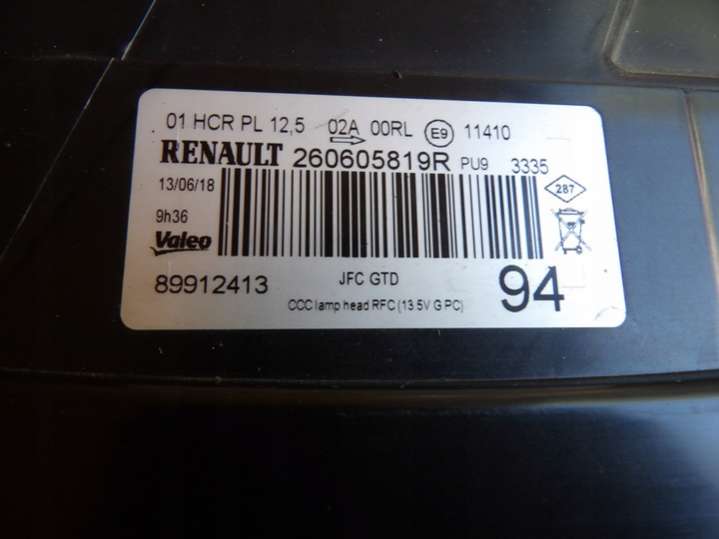 01 HCR PL 12,5 02A 00RL E9 11410
RENAULT 260605819R PU9 3335
13/06/18
287
9h36
Valeo
89912413 JFC GTD 94
CCC lamp head RFC (13.5V G PC)